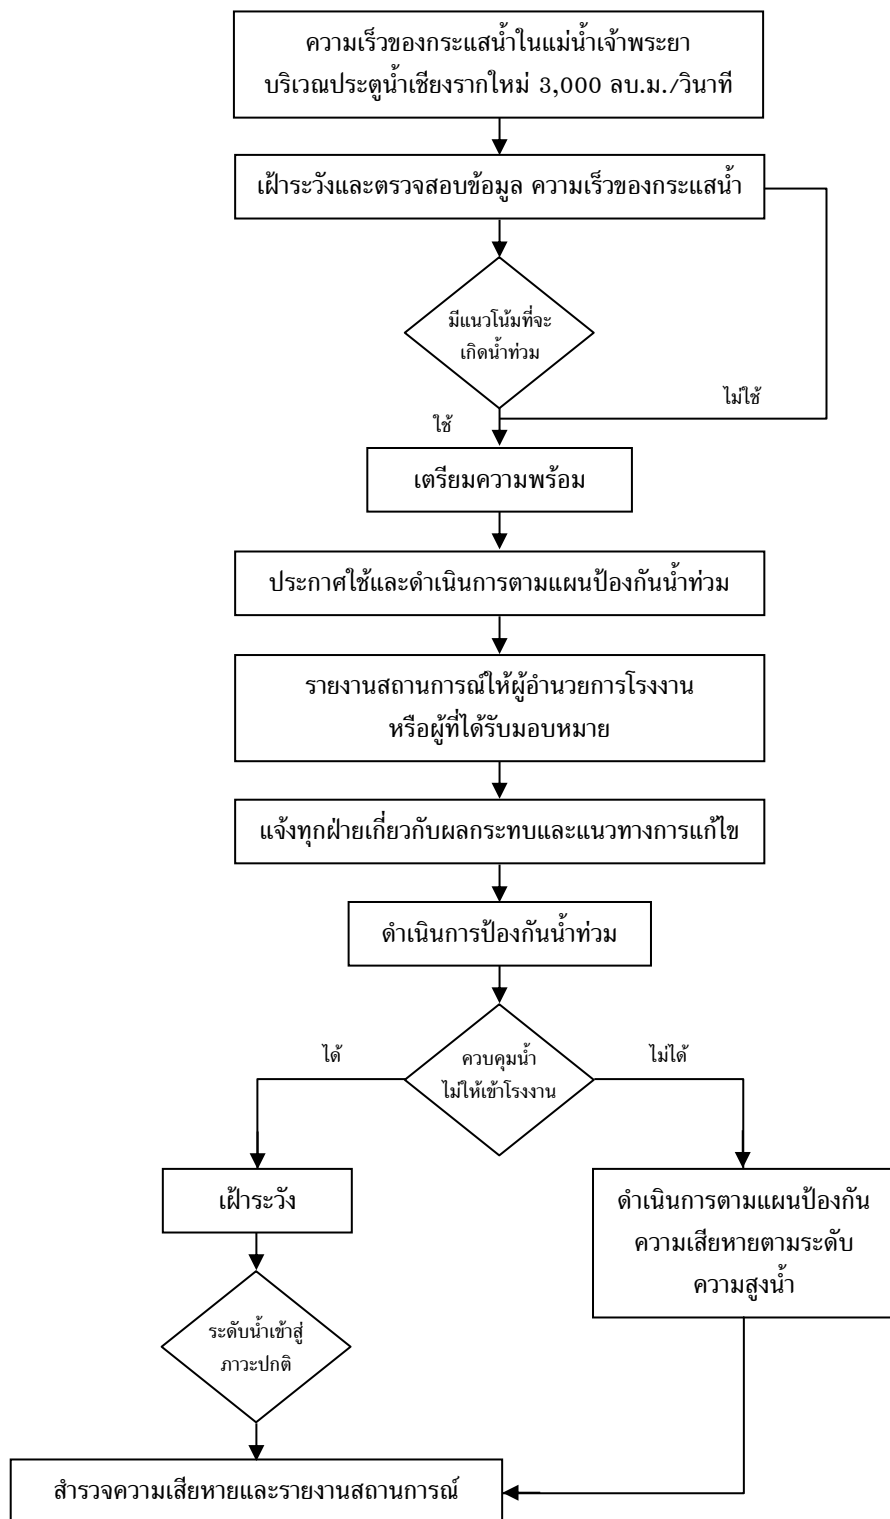 ความเร็วของกระแสน้ำในแม่น้ำเจ้าพระยา
บริเวณประตูน้ำเชียงรากใหม่ 3,000 ลบ.ม./วินาที
เฝ้าระวังและตรวจสอบข้อมูล ความเร็วของกระแสน้ำ
มีแนวโน้มที่จะ
เกิดน้ำท่วม
ไม่ใช้
ใช้
เตรียมความพร้อม
ประกาศใช้และดำเนินการตามแผนป้องกันน้ำท่วม
รายงานสถานการณ์ให้ผู้อำนวยการโรงงาน
หรือผู้ที่ได้รับมอบหมาย
แจ้งทุกฝ่ายเกี่ยวกับผลกระทบและแนวทางการแก้ไข
ดำเนินการป้องกันน้ำท่วม
ได้
ควบคุมน้ำ
ไม่ให้เข้าโรงงาน
ไม่ได้
เฝ้าระวัง
ดำเนินการตามแผนป้องกัน
ความเสียหายตามระดับ
ความสูงน้ำ
ระดับน้ำเข้าสู่
ภาวะปกติ
สำรวจความเสียหายและรายงานสถานการณ์